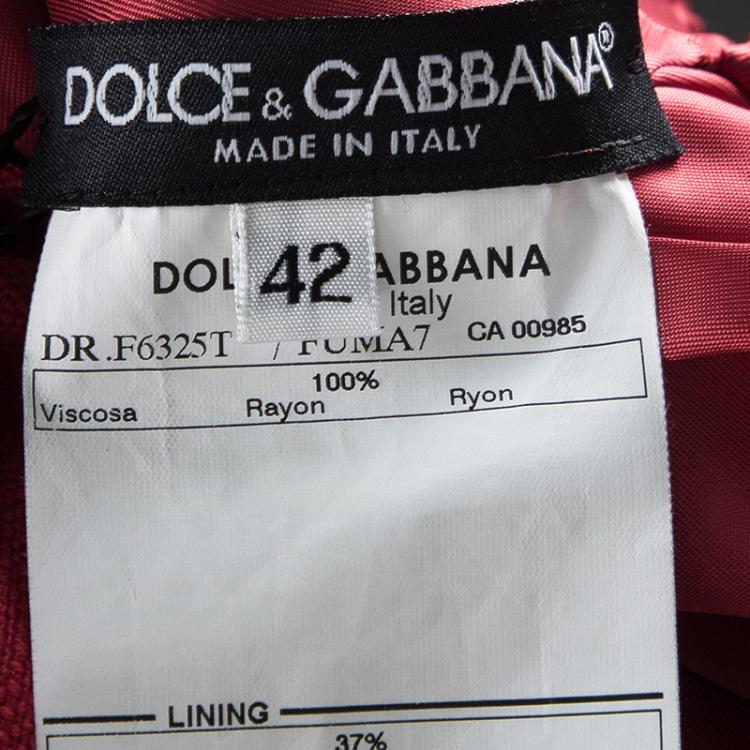 DOLCE & GABBANA®
MADE IN ITALY
42
DOL ABBANA
Italy
DR.F6325T / FUMA7 CA 00985
100%
Viscosa Rayon Ryon
LINING
37%